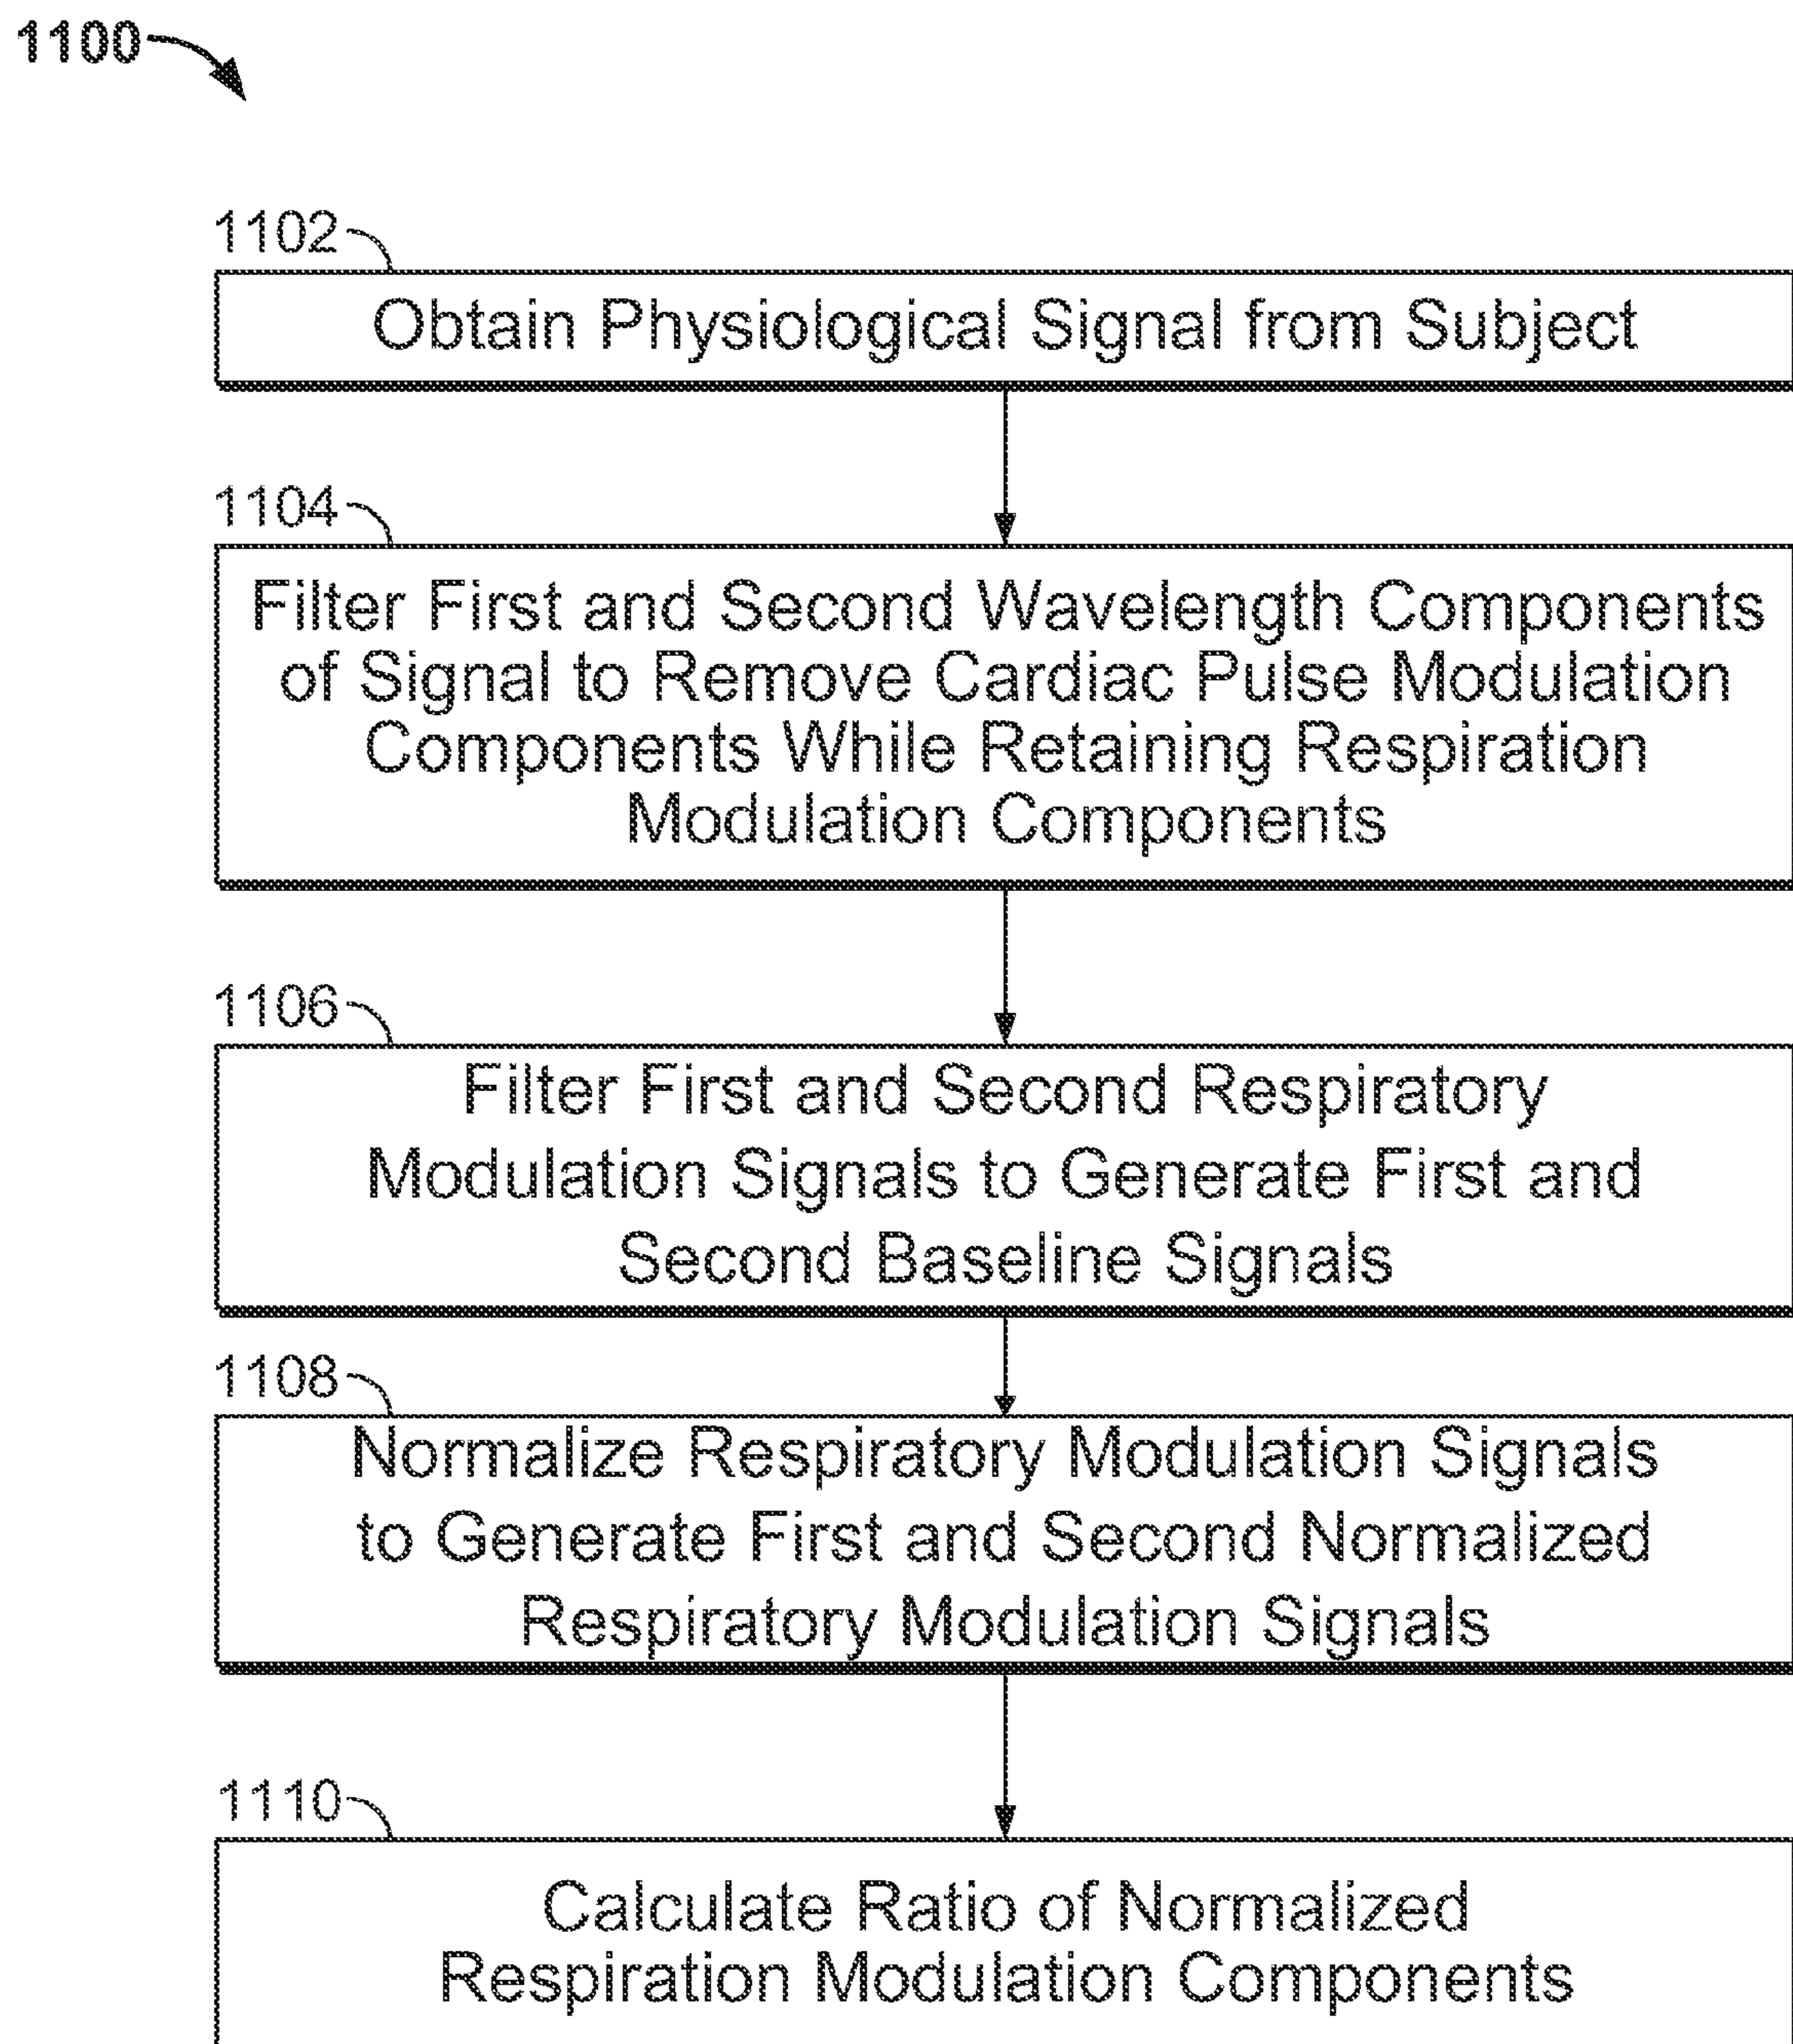 1100
1102
Obtain Physiological Signal from Subject
1104
Filter First and Second Wavelength Components
of Signal to Remove Cardiac Pulse Modulation
Components While Retaining Respiration
Modulation Components
1106
Filter First and Second Respiratory
Modulation Signals to Generate First and
Second Baseline Signals
1108
Normalize Respiratory Modulation Signals
to Generate First and Second Normalized
Respiratory Modulation Signals
1110
Calculate Ratio of Normalized
Respiration Modulation Components